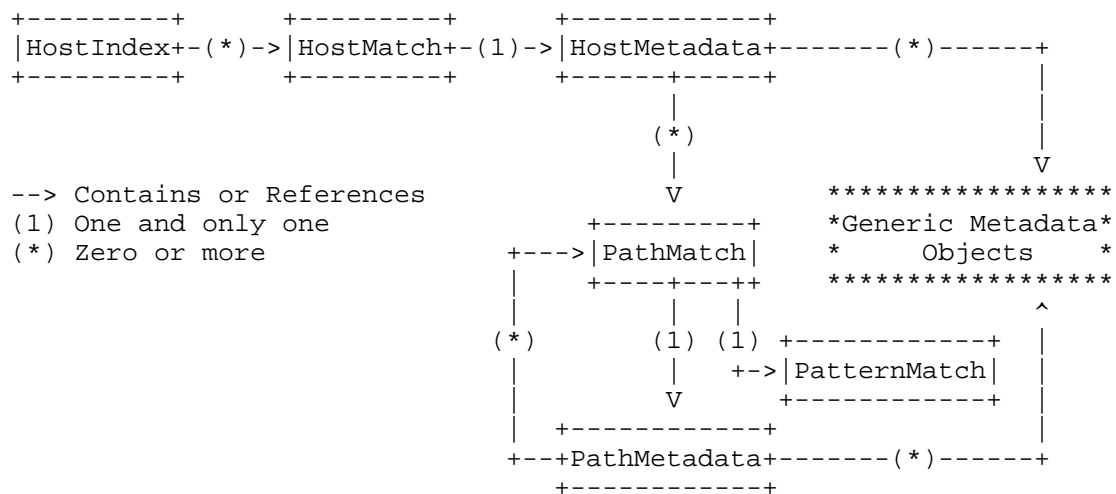 +---------+         +---------+         +------------+
|HostIndex+-(*)->|HostMatch+-(1)->|HostMetadata+-------(*)------+
+---------+         +---------+         +------+-----+                |
                                          |                      |
                                         (*)                     |
                                          |                      V
--> Contains or References                V         ******************
(1) One and only one                 +---------+    *Generic Metadata*
(*) Zero or more                +--->|PathMatch|    *     Objects    *
                                |    +----+---++    ******************
                                |         |   |                  ^
                               (*)       (1) (1) +------------+  |
                                |         |   +->|PatternMatch|  |
                                |         V      +------------+  |
                                |  +------------+                |
                                +--+PathMetadata+-------(*)------+
                                   +------------+